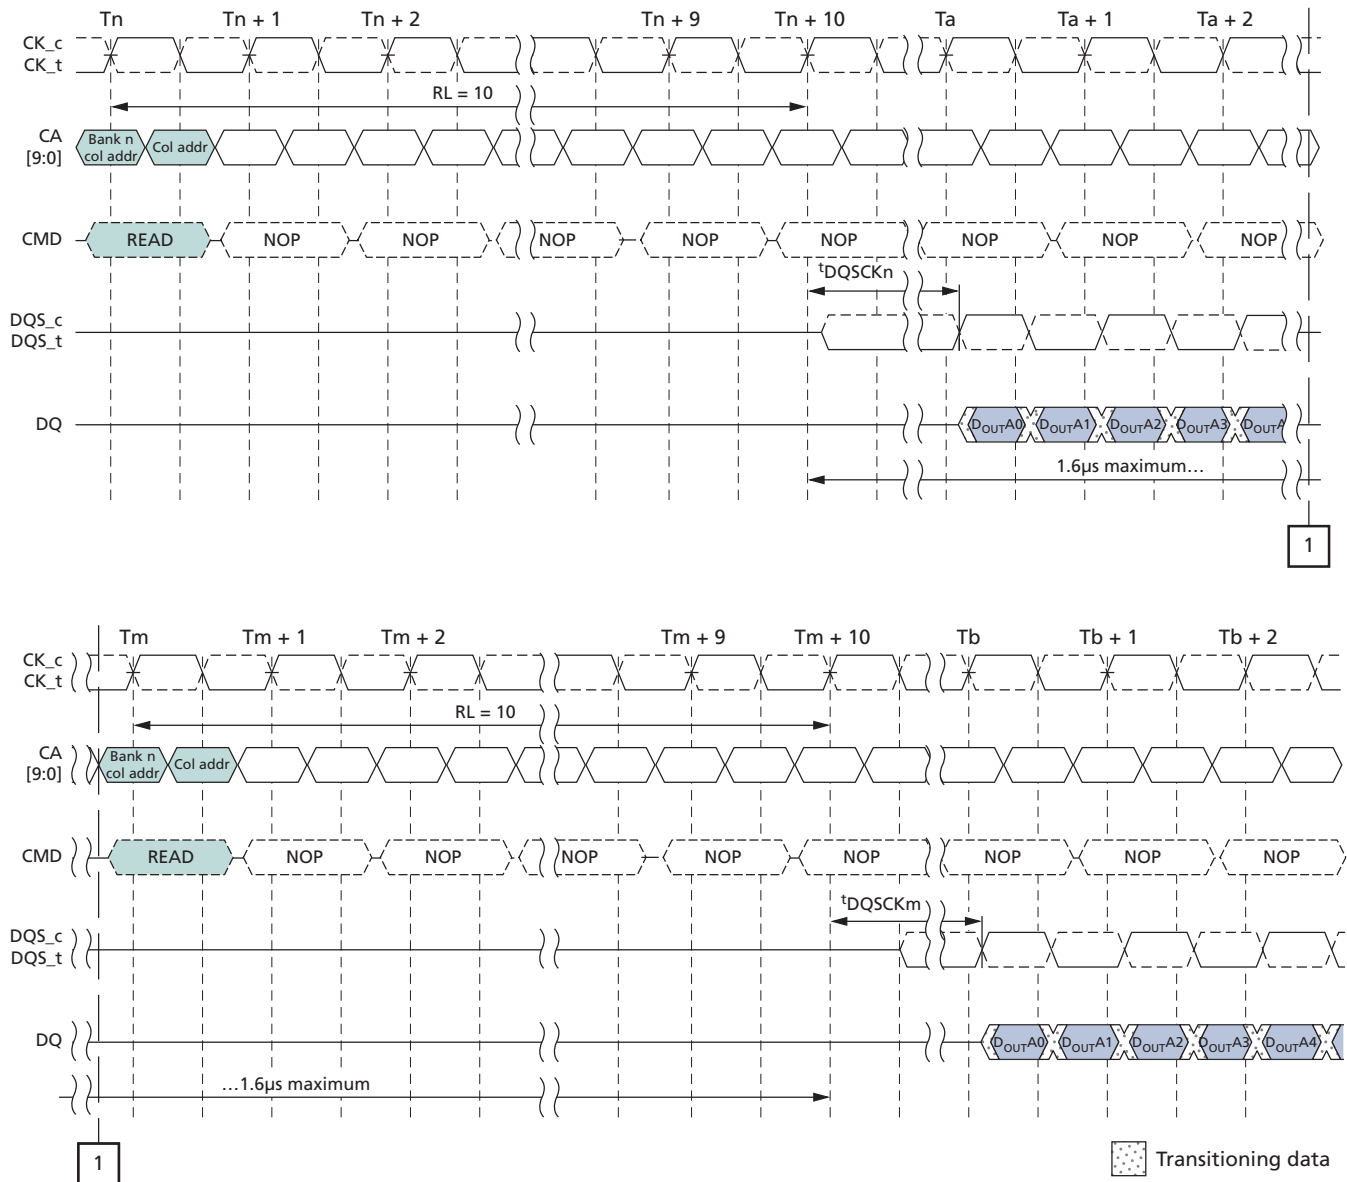 Tn Tn + 1 Tn + 2 Tn + 9 Tn + 10 Ta Ta + 1 Ta + 2
CK_c
CK_t
RL = 10
CA
[9:0]
Bank n
col addr
Col addr
CMD READ NOP NOP NOP NOP NOP NOP NOP NOP
tDQSCKn
DQS_c
DQS_t
DQ DOUTA0 DOUTA1 DOUTA2 DOUTA3 DOUTA
1.6µs maximum…
1
Tm Tm + 1 Tm + 2 Tm + 9 Tm + 10 Tb Tb + 1 Tb + 2
CK_c
CK_t
RL = 10
CA
[9:0]
Bank n
col addr
Col addr
CMD READ NOP NOP NOP NOP NOP NOP NOP NOP
tDQSCKm
DQS_c
DQS_t
DQ DOUTA0 DOUTA1 DOUTA2 DOUTA3 DOUTA4
…1.6µs maximum
1
Transitioning data